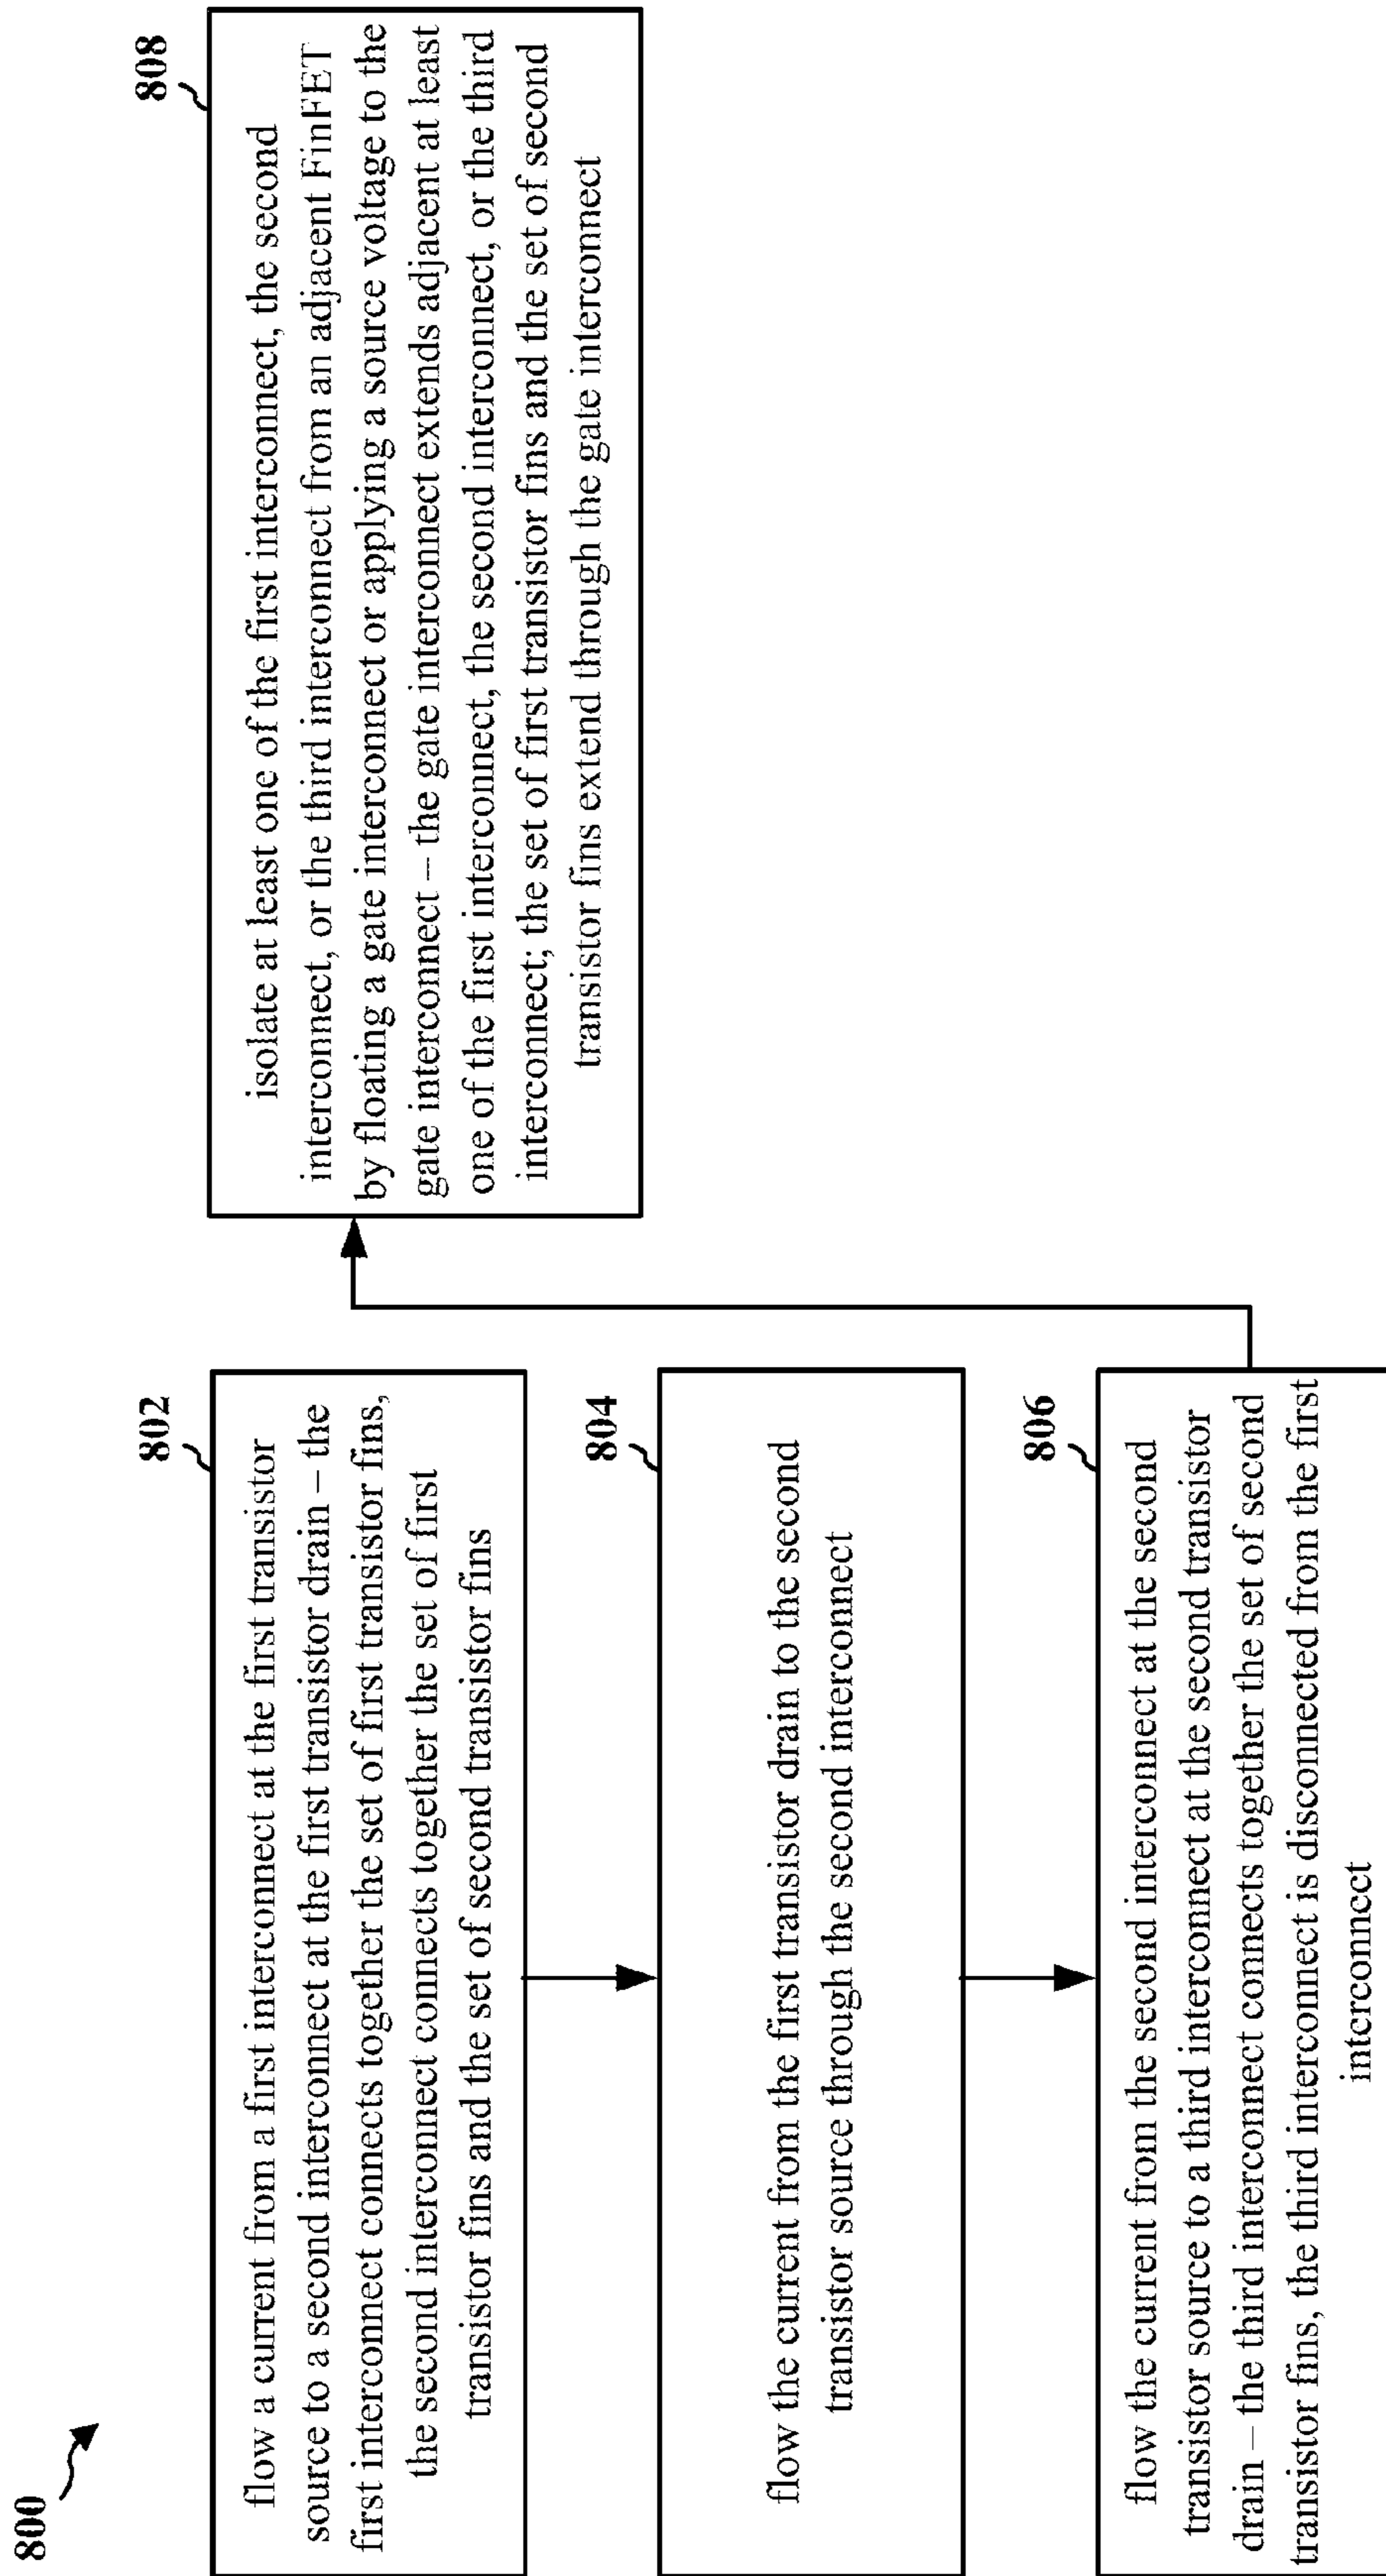 800
802
flow a current from a first interconnect at the first transistor
source to a second interconnect at the first transistor drain – the
first interconnect connects together the set of first transistor fins,
the second interconnect connects together the set of first
transistor fins and the set of second transistor fins
804
flow the current from the first transistor drain to the second
transistor source through the second interconnect
806
flow the current from the second interconnect at the second
transistor source to a third interconnect at the second transistor
drain – the third interconnect connects together the set of second
transistor fins, the third interconnect is disconnected from the first
interconnect
808
isolate at least one of the first interconnect, the second
interconnect, or the third interconnect from an adjacent FinFET
by floating a gate interconnect or applying a source voltage to the
gate interconnect – the gate interconnect extends adjacent at least
one of the first interconnect, the second interconnect, or the third
interconnect; the set of first transistor fins and the set of second
transistor fins extend through the gate interconnect